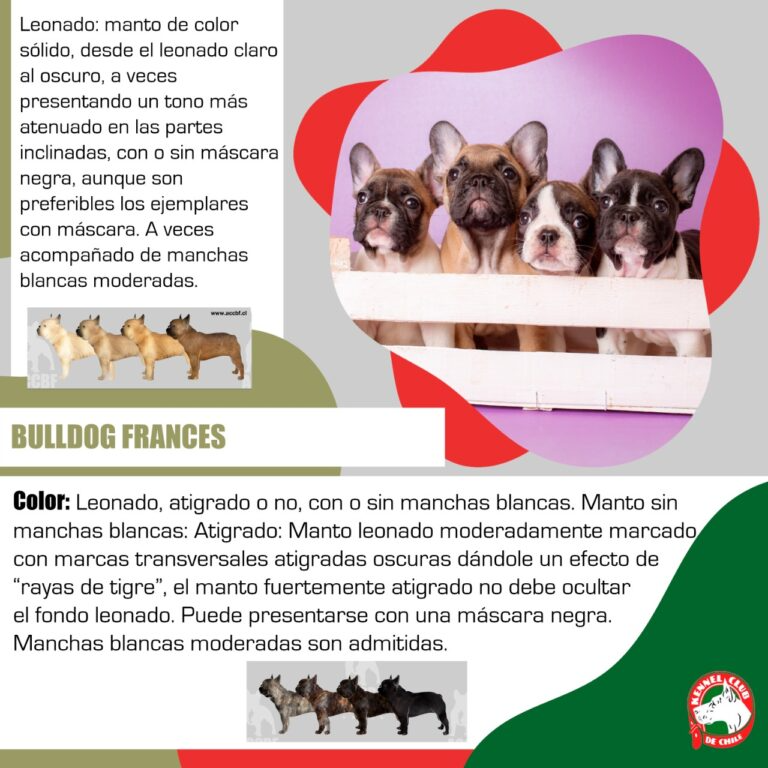 Leonado: manto de color
sólido, desde el leonado claro
al oscuro, a veces
presentando un tono más
atenuado en las partes
inclinadas, con o sin máscara
negra, aunque son
preferibles los ejemplares
con máscara. A veces
acompañado de manchas
blancas moderadas.
www.accbf.cl
CCBF
BULLDOG FRANCES
Color: Leonado, atigrado o no, con o sin manchas blancas. Manto sin
manchas blancas: Atigrado: Manto leonado moderadamente marcado
con marcas transversales atigradas oscuras dándole un efecto de
“rayas de tigre”, el manto fuertemente atigrado no debe ocultar
el fondo leonado. Puede presentarse con una máscara negra.
Manchas blancas moderadas son admitidas.
KENNEL CLUB
DE CHILE